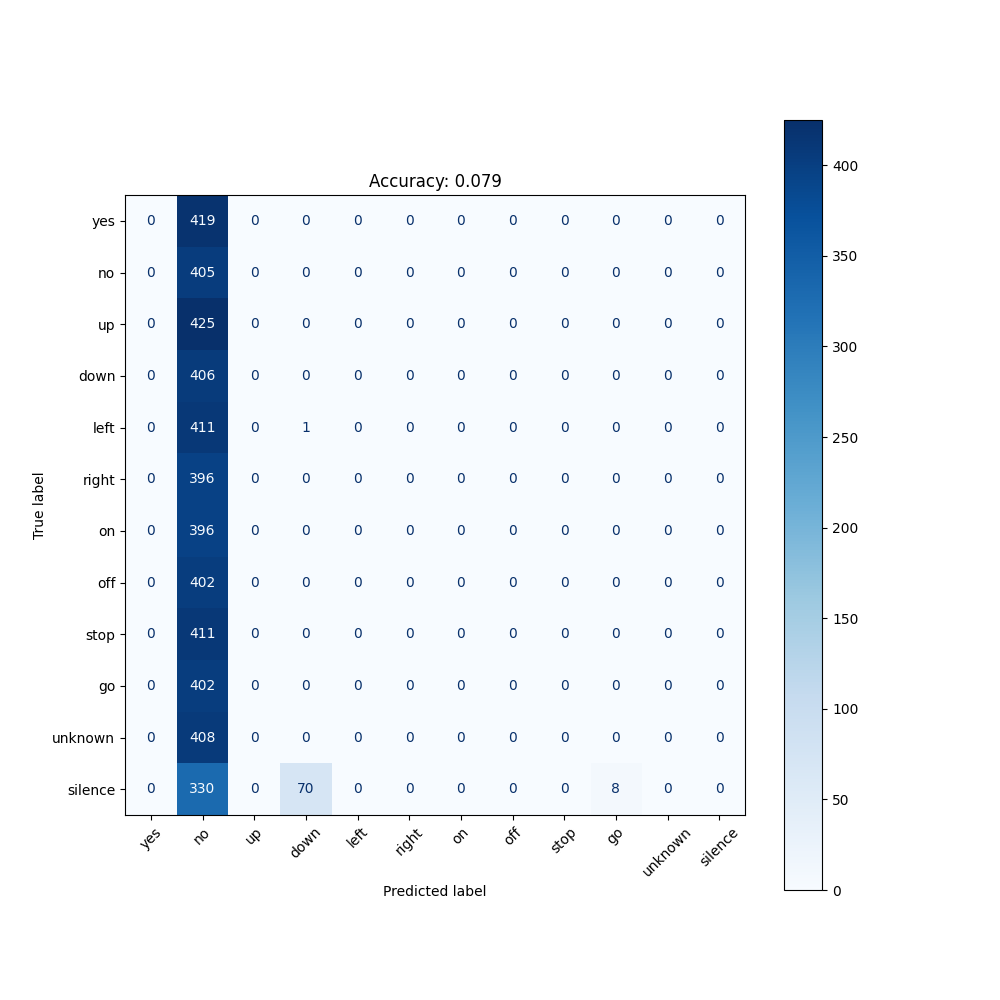 Accuracy: 0.079
True label
yes 0 419 0 0 0 0 0 0 0 0 0 0
no 0 405 0 0 0 0 0 0 0 0 0 0
up 0 425 0 0 0 0 0 0 0 0 0 0
down 0 406 0 0 0 0 0 0 0 0 0 0
left 0 411 0 1 0 0 0 0 0 0 0 0
right 0 396 0 0 0 0 0 0 0 0 0 0
on 0 396 0 0 0 0 0 0 0 0 0 0
off 0 402 0 0 0 0 0 0 0 0 0 0
stop 0 411 0 0 0 0 0 0 0 0 0 0
go 0 402 0 0 0 0 0 0 0 0 0 0
unknown 0 408 0 0 0 0 0 0 0 0 0 0
silence 0 330 0 70 0 0 0 0 0 8 0 0
yes no up down left right on off stop go unknown silence
Predicted label
400
350
300
250
200
150
100
50
0